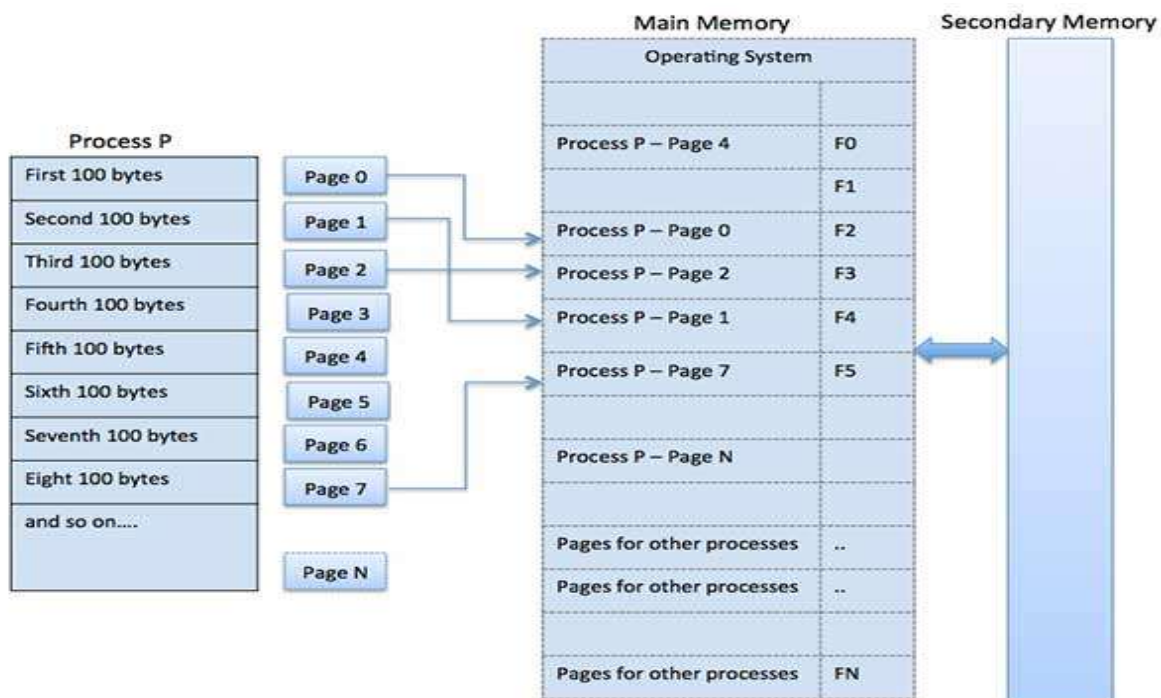 Main Memory
Secondary Memory
Operating System
Process P
First 100 bytes
Second 100 bytes
Third 100 bytes
Fourth 100 bytes
Fifth 100 bytes
Sixth 100 bytes
Seventh 100 bytes
Eight 100 bytes
and so on....
Page 0
Page 1
Page 2
Page 3
Page 4
Page 5
Page 6
Page 7
Page N
Process P – Page 4 F0
F1
Process P – Page 0 F2
Process P – Page 2 F3
Process P – Page 1 F4
Process P – Page 7 F5
Process P – Page N
Pages for other processes ..
Pages for other processes ..
Pages for other processes FN